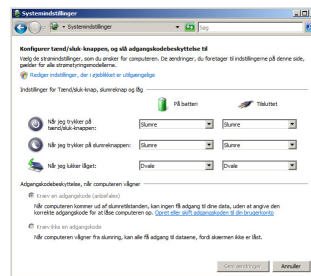 Systemindstillinger
Systemindstillinger
Søg
Konfigurer tænd/sluk-knappen, og slå adgangskodebeskyttelse til
Vælg de strømindstillinger, som du ønsker for computeren. De ændringer, du foretager til indstillingerne på denne side, gælder for alle strømstyringsmodellerne.
Rediger indstillinger, der i øjeblikket er utilgængelige
Indstillinger for Tænd/sluk-knap, slumreknap og låg
På batteri
Tilsluttet
Når jeg trykker på tænd/sluk-knappen:
Slumre
Slumre
Når jeg trykker på slumreknappen:
Slumre
Slumre
Når jeg lukker låget:
Dvale
Dvale
Adgangskodebeskyttelse, når computeren vågner
Kræv en adgangskode (anbefales)
Når computeren kommer ud af slumretilstanden, kan ingen få adgang til dine data, uden at angive den korrekte adgangskode for at låse computeren op. Opret eller skift adgangskoden til din brugerkonto
Kræv ikke en adgangskode
Når computeren vågner fra slumring, kan alle få adgang til dataene, fordi skærmen ikke er låst.
Gem ændringer
Annuller